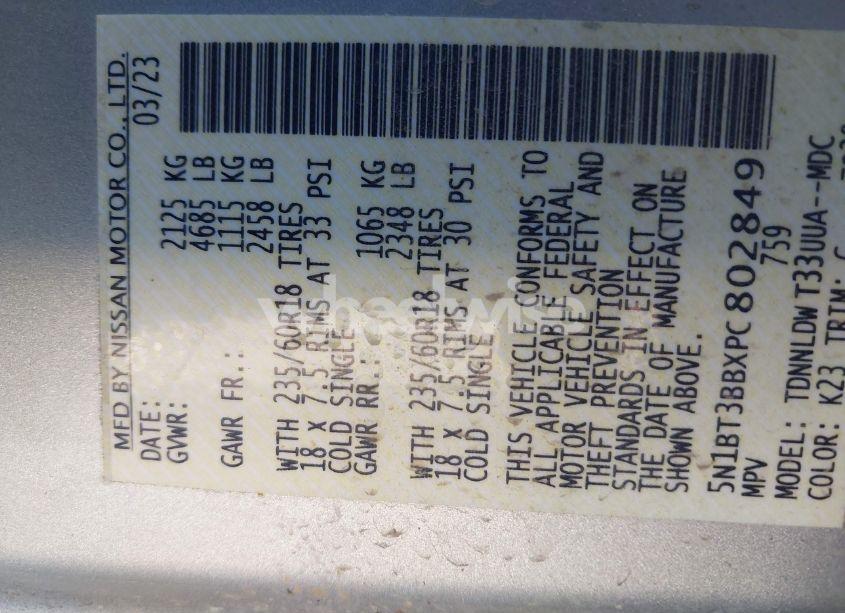 MFD BY NISSAN MOTOR CO., LTD.
DATE: 03/23
GVWR: 2125 KG
4685 LB
GAWR FR.: 1115 KG
2458 LB
WITH 235/60R18 TIRES
18 X 7.5 RIMS AT 33 PSI
COLD SINGLE
GAWR RR.: 1065 KG
2348 LB
WITH 235/60R18 TIRES
18 X 7.5 RIMS AT 30 PSI
COLD SINGLE
THIS VEHICLE CONFORMS TO
ALL APPLICABLE FEDERAL
MOTOR VEHICLE SAFETY AND
THEFT PREVENTION
STANDARDS IN EFFECT ON
THE DATE OF MANUFACTURE
SHOWN ABOVE.
5N1BT3BBXPC802849
MPV 759
MODEL: TDNNLDW T33UUA--MDC
COLOR: K23 TRIM: C
wheelwise